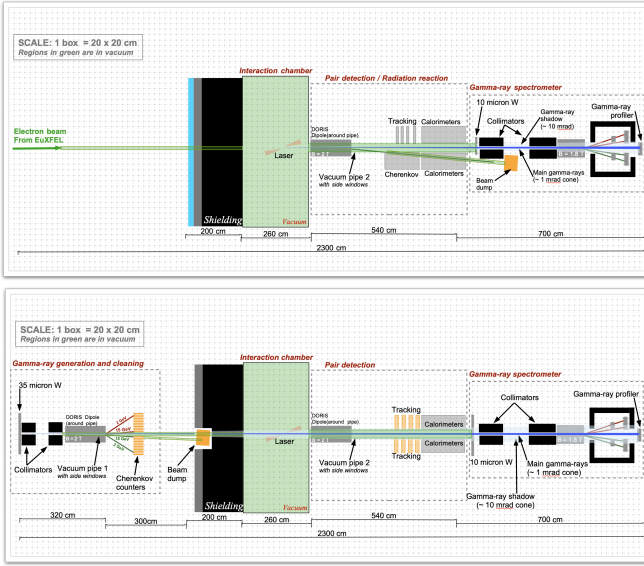 SCALE: 1 box = 20 x 20 cm
Regions in green are in vacuum
Interaction chamber
Pair detection / Radiation reaction
Gamma-ray spectrometer
10 micron W
Gamma-ray
shadow
(~ 10 mrad)
Gamma-ray
profiler
Collimators
Tracking
Calorimeters
DORIS
Dipole(around pipe)
Electron beam
From EuXFEL
Laser
B = 2 T
B = 1.6 T
Vacuum pipe 2
with side windows
Cherenkov
Calorimeters
Beam
dump
Main gamma-rays
(~ 1 mrad cone)
Shielding
Vacuum
200 cm
260 cm
540 cm
700 cm
2300 cm
SCALE: 1 box = 20 x 20 cm
Regions in green are in vacuum
Gamma-ray generation and cleaning
Interaction chamber
Pair detection
Gamma-ray spectrometer
35 micron W
Collimators
Gamma-ray profiler
DORIS Dipole
(around pipe)
DORIS
Dipole(around pipe)
Tracking
Calorimeters
B = 2 T
Laser
B = 2 T
Calorimeters
B = 1.6 T
Collimators
Vacuum pipe 1
with side windows
Cherenkov
counters
Beam
dump
Vacuum pipe 2
with side windows
Tracking
10 micron W
Main gamma-rays
(~ 1 mrad cone)
Gamma-ray shadow
(~ 10 mrad)
Shielding
Vacuum
320 cm
300cm
200 cm
260 cm
540 cm
700 cm
2300 cm